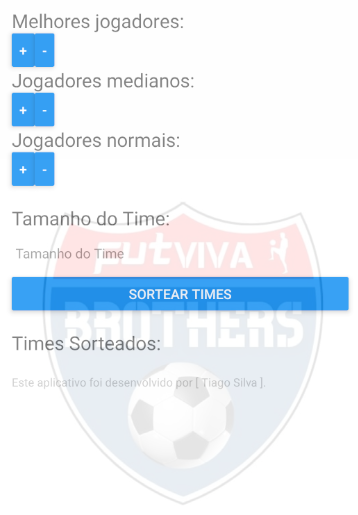 Melhores jogadores:
+ -
Jogadores medianos:
+ -
Jogadores normais:
+ -
Tamanho do Time:
FUTVIVA
Tamanho do Time
SORTEAR TIMES
BROTHERS
Times Sorteados:
Este aplicativo foi desenvolvido por [ Tiago Silva ].